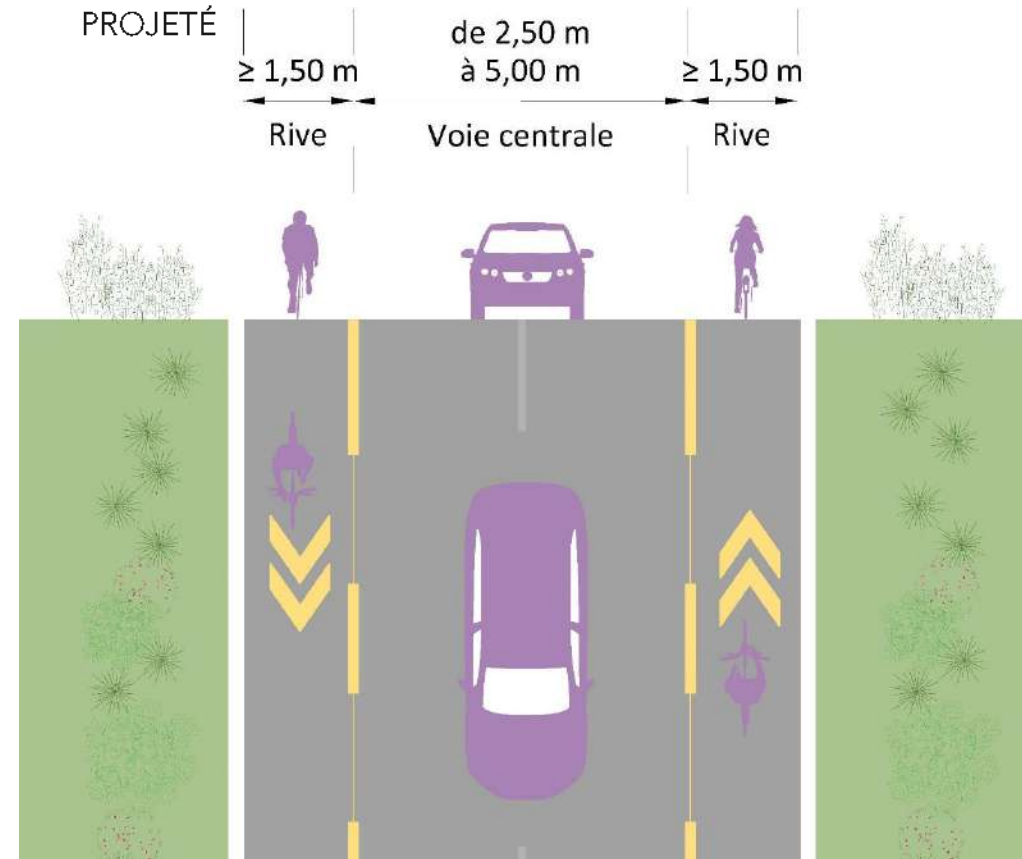 PROJETÉ
de 2,50 m
≥ 1,50 m
à 5,00 m
≥ 1,50 m
Rive
Voie centrale
Rive